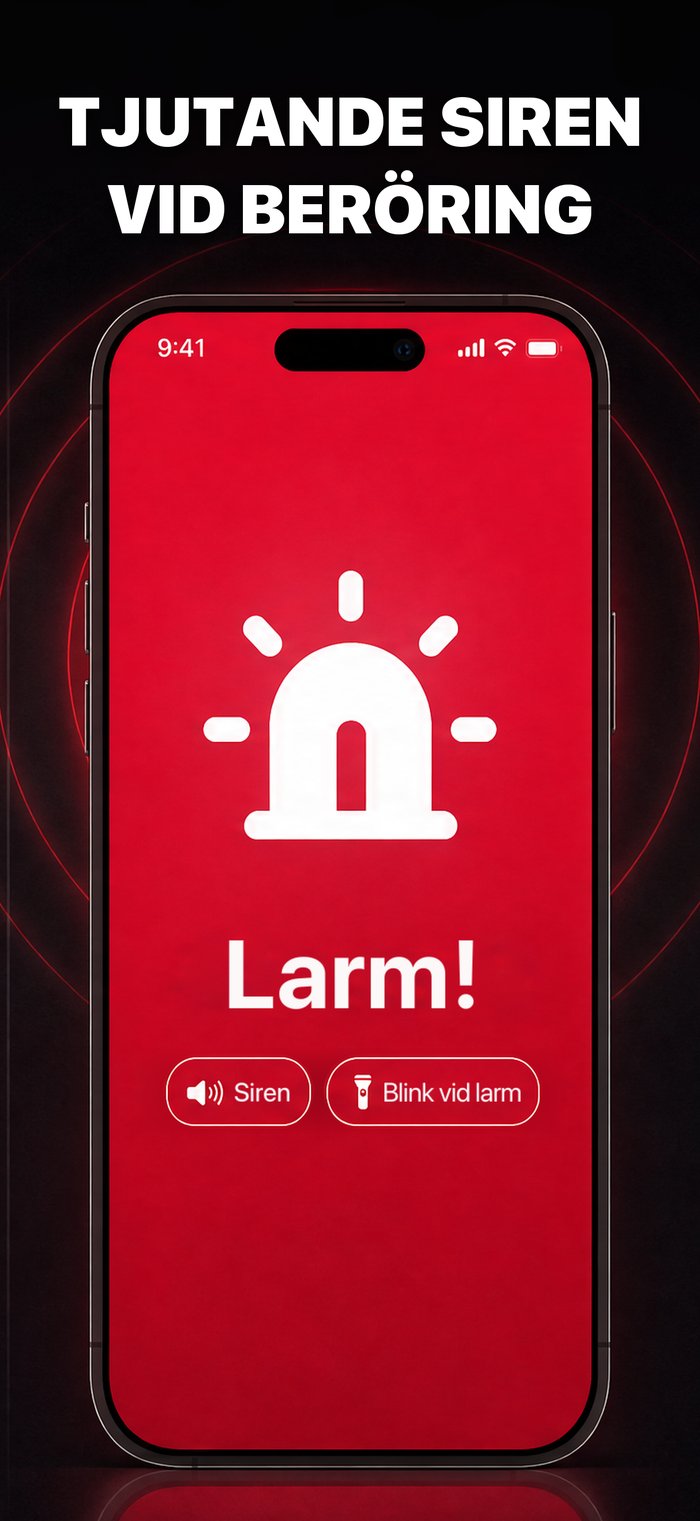 TJUTANDE SIREN
VID BERÖRING
9:41
Larm!
Siren
Blink vid larm